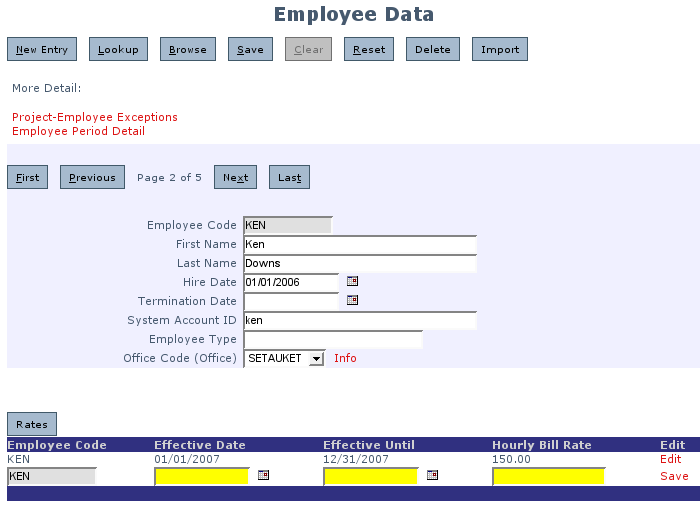 Employee Data
New Entry Lookup Browse Save Clear Reset Delete Import
More Detail:
Project-Employee Exceptions
Employee Period Detail
First Previous Page 2 of 5 Next Last
Employee Code KEN
First Name Ken
Last Name Downs
Hire Date 01/01/2006
Termination Date
System Account ID ken
Employee Type
Office Code (Office) SETAUKET Info
Rates
Employee Code Effective Date Effective Until Hourly Bill Rate Edit
KEN 01/01/2007 12/31/2007 150.00 Edit
KEN Save